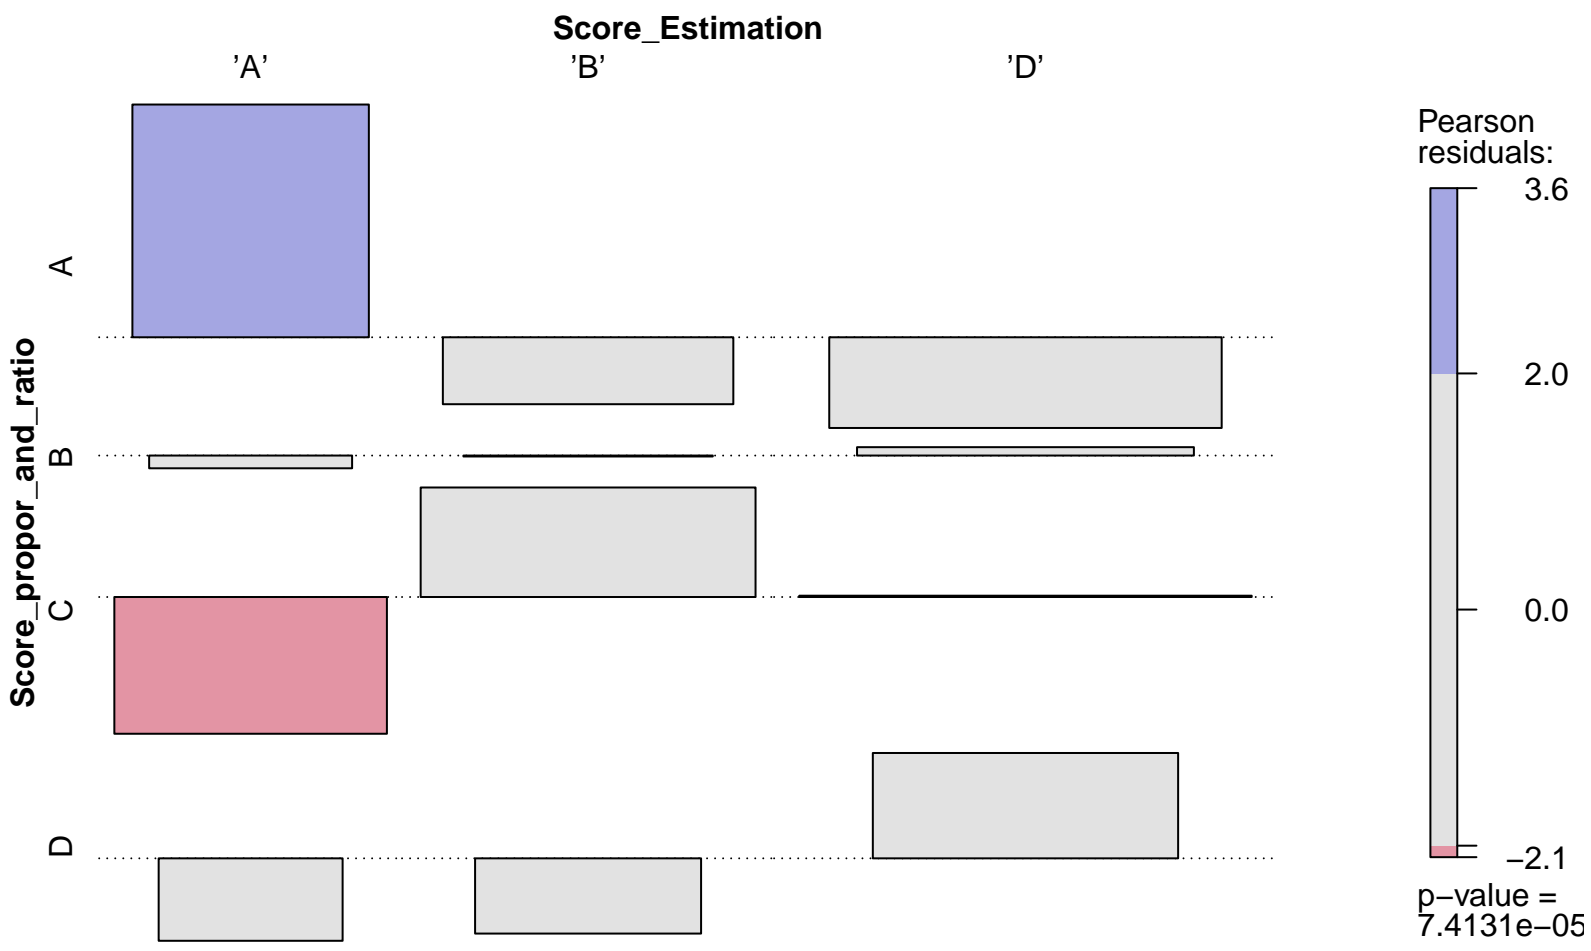 Score_Estimation
’A’ ’B’ ’D’
Score_propor_and_ratio
A
B
C
D
Pearson
residuals:
3.6
2.0
0.0
−2.1
p−value =
7.4131e−05